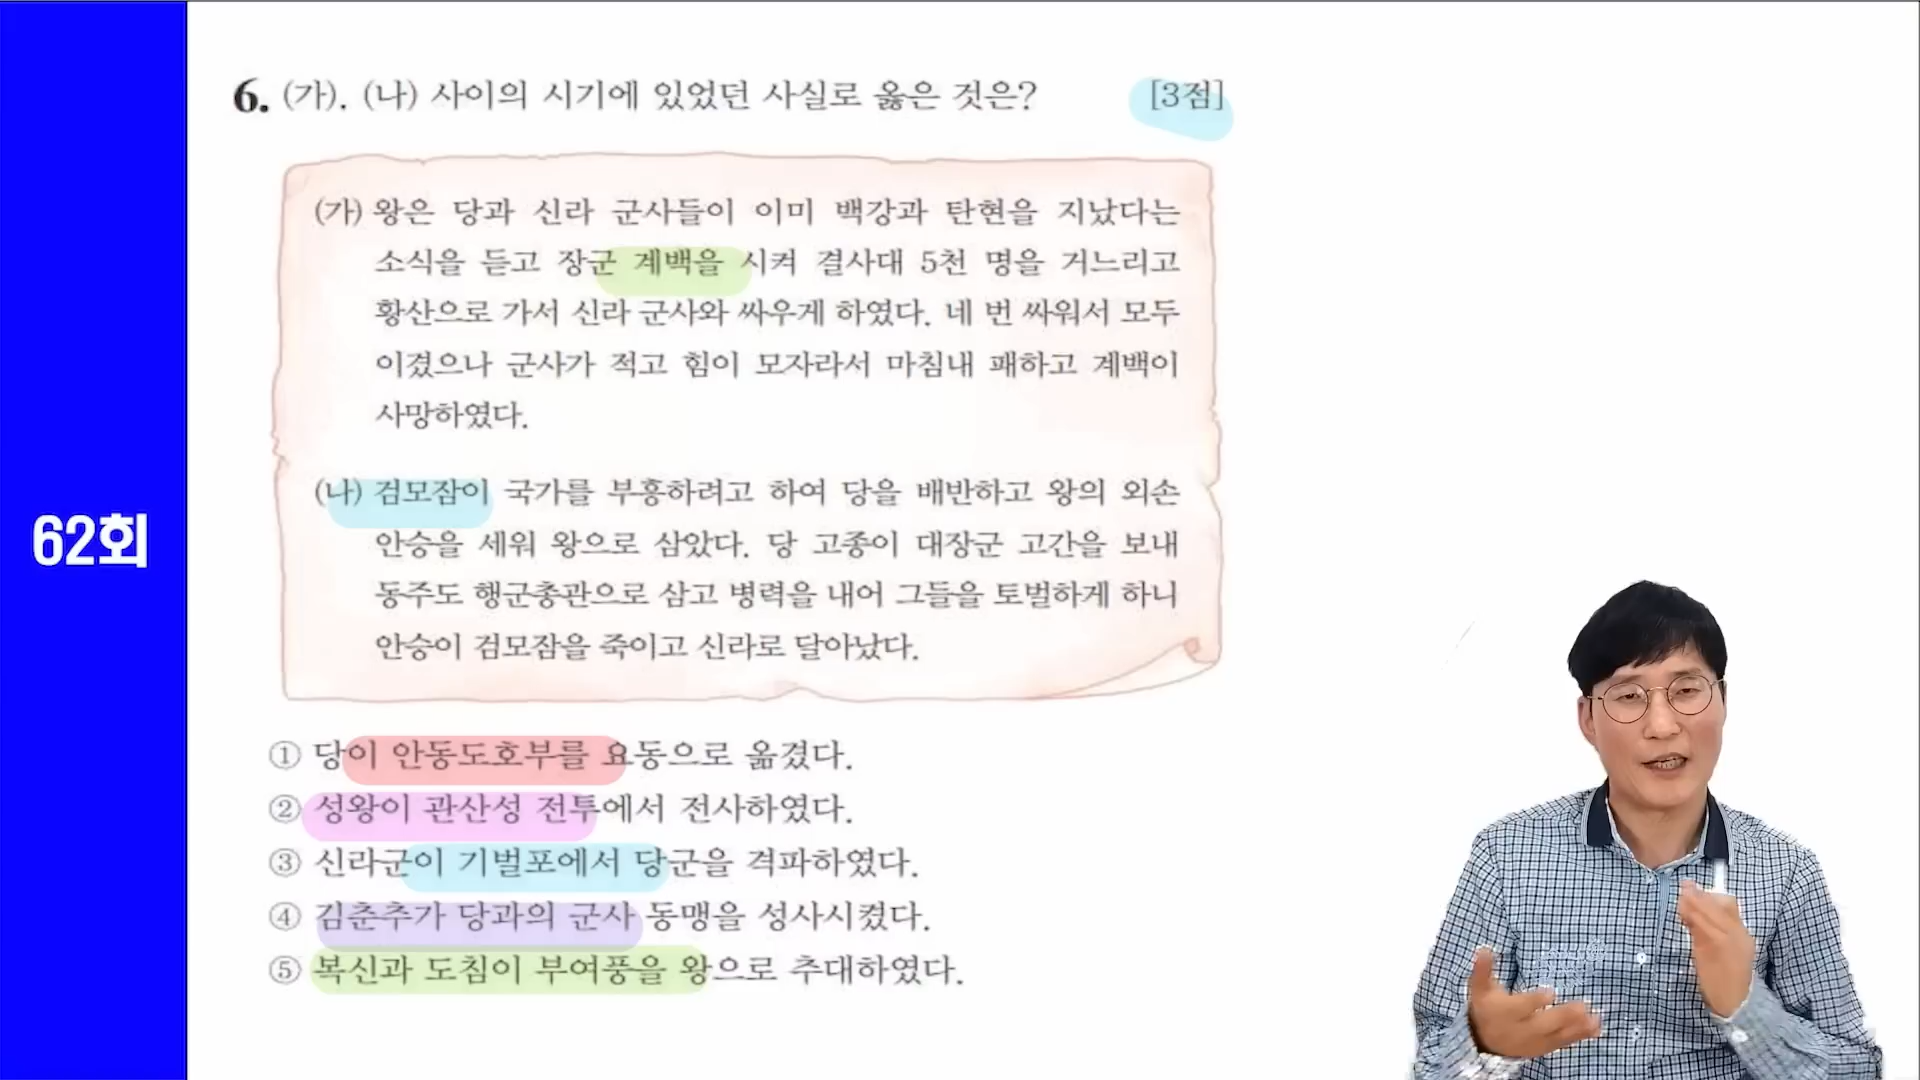 62회
6. (가), (나) 사이의 시기에 있었던 사실로 옳은 것은? [3점]
(가) 왕은 당과 신라 군사들이 이미 백강과 탄현을 지났다는
소식을 듣고 장군 계백을 시켜 결사대 5천 명을 거느리고
황산으로 가서 신라 군사와 싸우게 하였다. 네 번 싸워서 모두
이겼으나 군사가 적고 힘이 모자라서 마침내 패하고 계백이
사망하였다.
(나) 검모잠이 국가를 부흥하려고 하여 당을 배반하고 왕의 외손
안승을 세워 왕으로 삼았다. 당 고종이 대장군 고간을 보내
동주도 행군총관으로 삼고 병력을 내어 그들을 토벌하게 하니
안승이 검모잠을 죽이고 신라로 달아났다.
① 당이 안동도호부를 요동으로 옮겼다.
② 성왕이 관산성 전투에서 전사하였다.
③ 신라군이 기벌포에서 당군을 격파하였다.
④ 김춘추가 당과의 군사 동맹을 성사시켰다.
⑤ 복신과 도침이 부여풍을 왕으로 추대하였다.